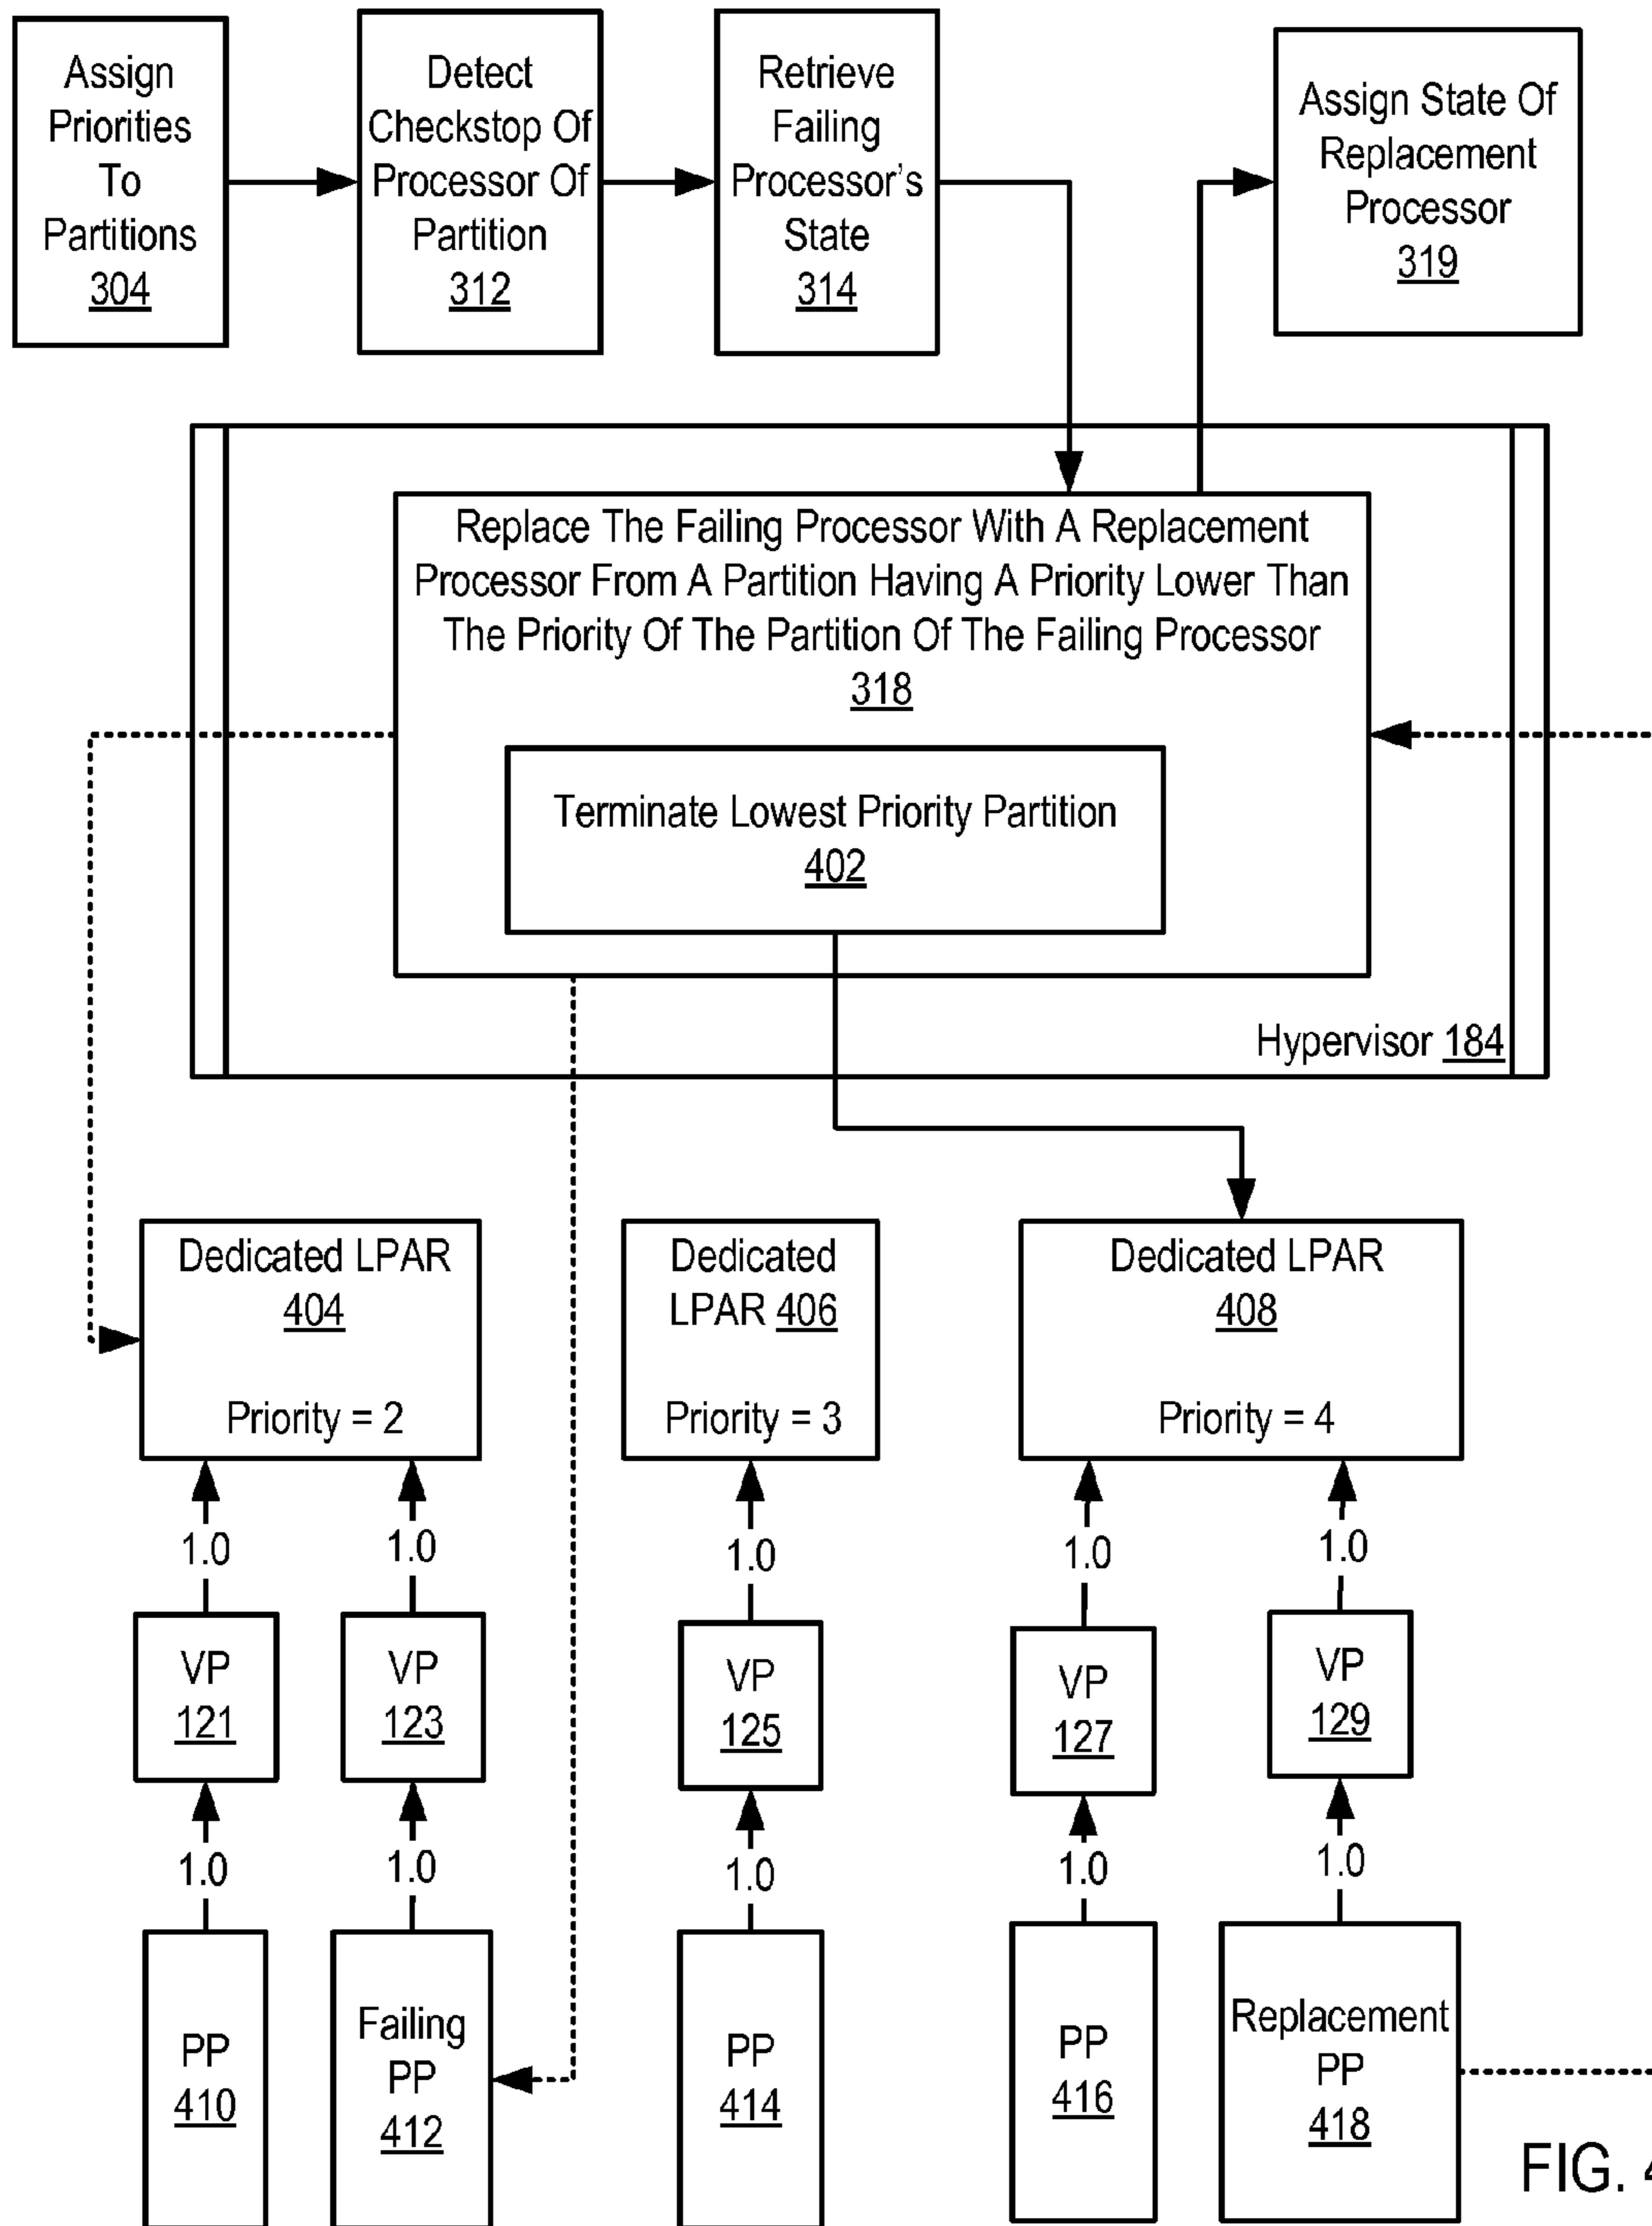 Assign
Priorities
To
Partitions
304
Detect
Checkstop Of
Processor Of
Partition
312
Retrieve
Failing
Processor's
State
314
Assign State Of
Replacement
Processor
319
Replace The Failing Processor With A Replacement
Processor From A Partition Having A Priority Lower Than
The Priority Of The Partition Of The Failing Processor
318
Terminate Lowest Priority Partition
402
Hypervisor 184
Dedicated LPAR
404
Priority = 2
Dedicated
LPAR 406
Priority = 3
Dedicated LPAR
408
Priority = 4
1.0
1.0
1.0
1.0
1.0
VP
121
VP
123
VP
125
VP
127
VP
129
1.0
1.0
1.0
1.0
1.0
PP
410
Failing
PP
412
PP
414
PP
416
Replacement
PP
418
FIG. 4